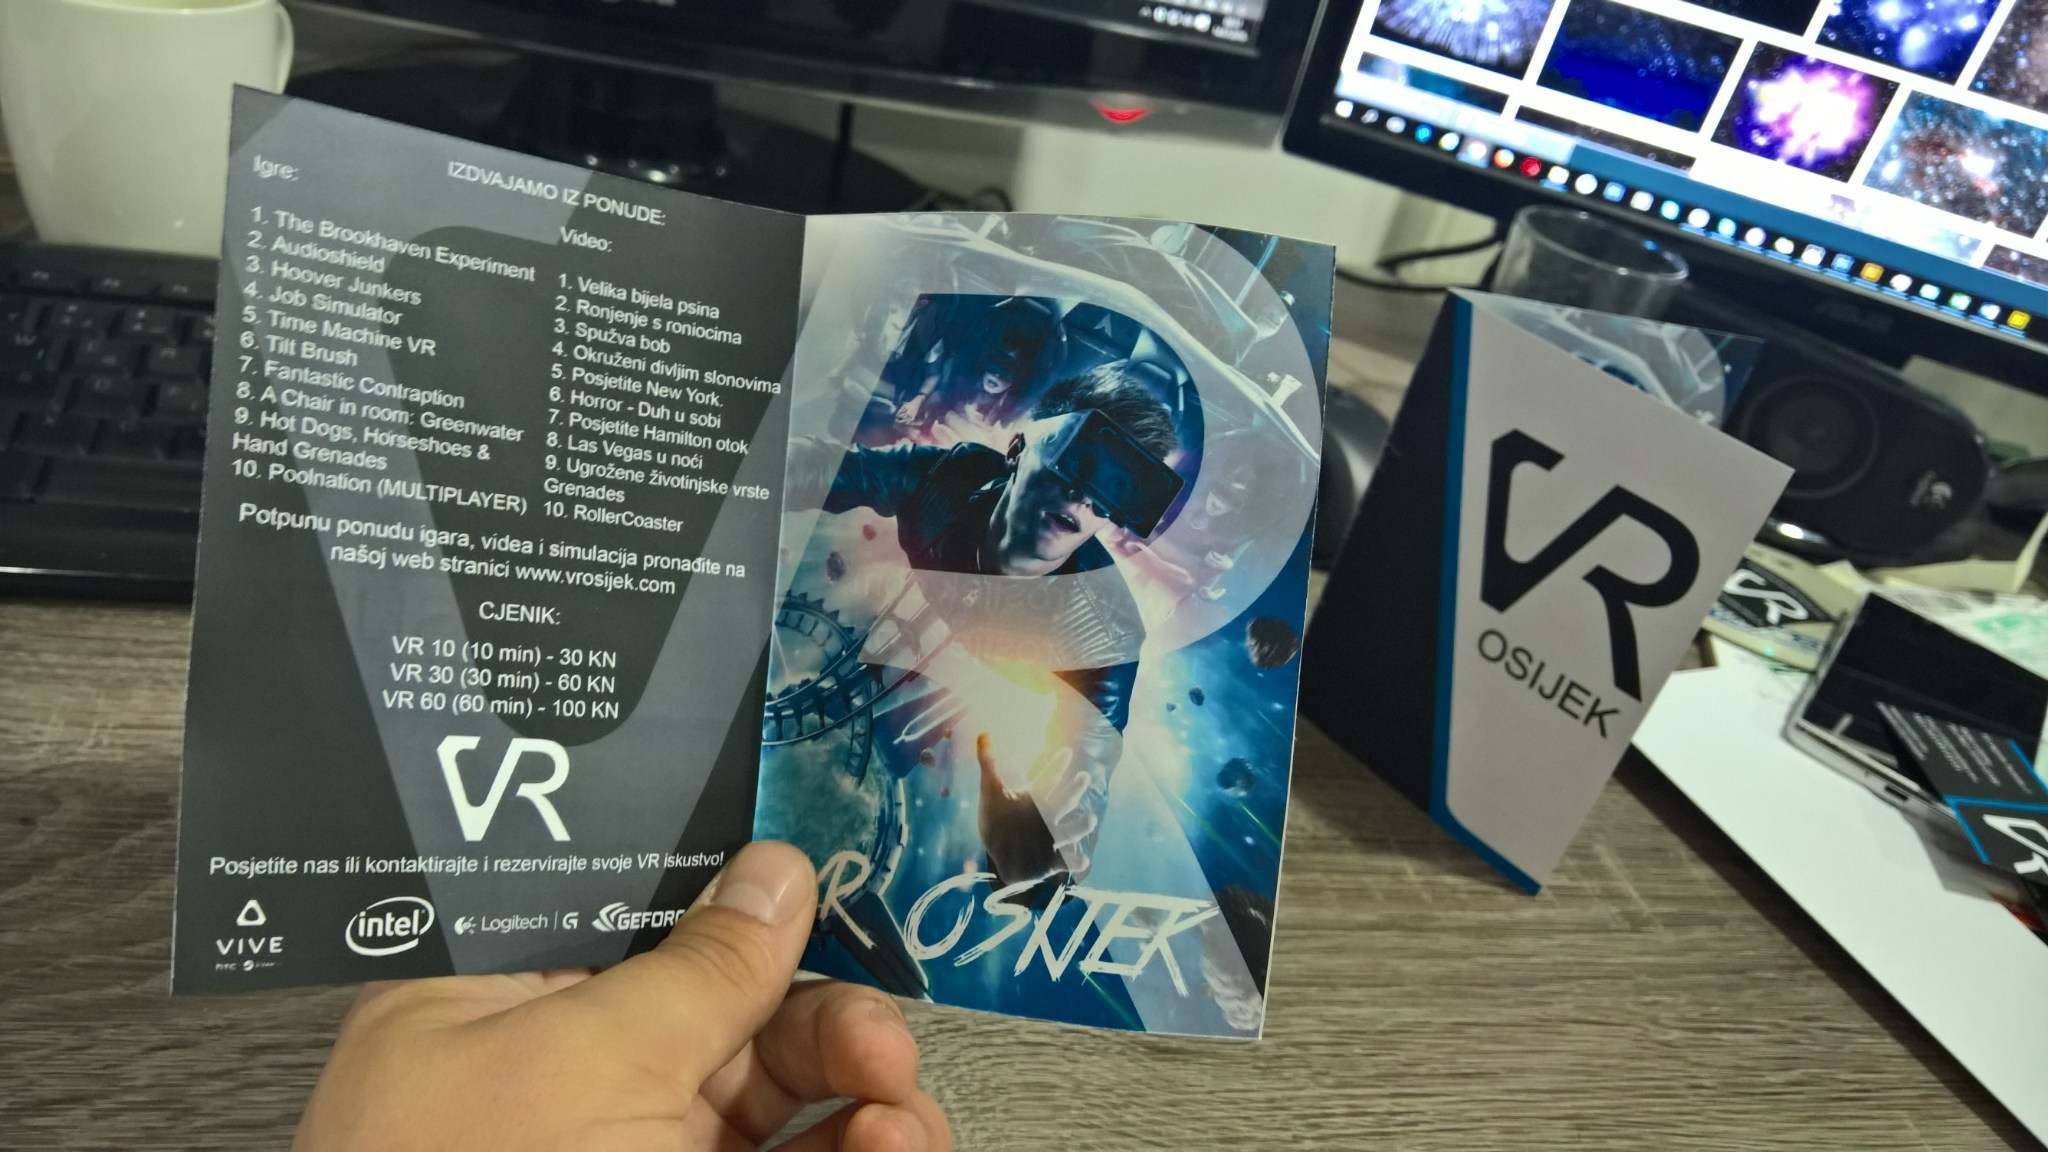 IZDVAJAMO IZ PONUDE:
Igre:
1. The Brookhaven Experiment
2. Audioshield
3. Hoover Junkers
4. Job Simulator
5. Time Machine VR
6. Tilt Brush
7. Fantastic Contraption
8. A Chair in room: Greenwater
9. Hot Dogs, Horseshoes &
Hand Grenades
10. Poolnation (MULTIPLAYER)
Video:
1. Velika bijela psina
2. Ronjenje s roniocima
3. Spužva bob
4. Okruženi divljim slonovima
5. Posjetite New York.
6. Horror - Duh u sobi
7. Posjetite Hamilton otok
8. Las Vegas u noći
9. Ugrožene životinjske vrste
Grenades
10. RollerCoaster
Potpunu ponudu igara, videa i simulacija pronađite na
našoj web stranici www.vrosijek.com
CJENIK:
VR 10 (10 min) - 30 KN
VR 30 (30 min) - 60 KN
VR 60 (60 min) - 100 KN
VR
Posjetite nas ili kontaktirajte i rezervirajte svoje VR iskustvo!
VIVE
HTC
intel
Logitech | G
GEFORC
R OSIJEK
VR
OSIJEK
VR